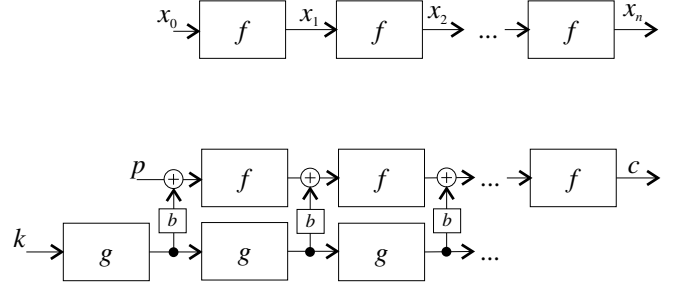 x₀ f x₁ f x₂ ... f xₙ
p + f + f + ... f c
b b b
k g g g ...